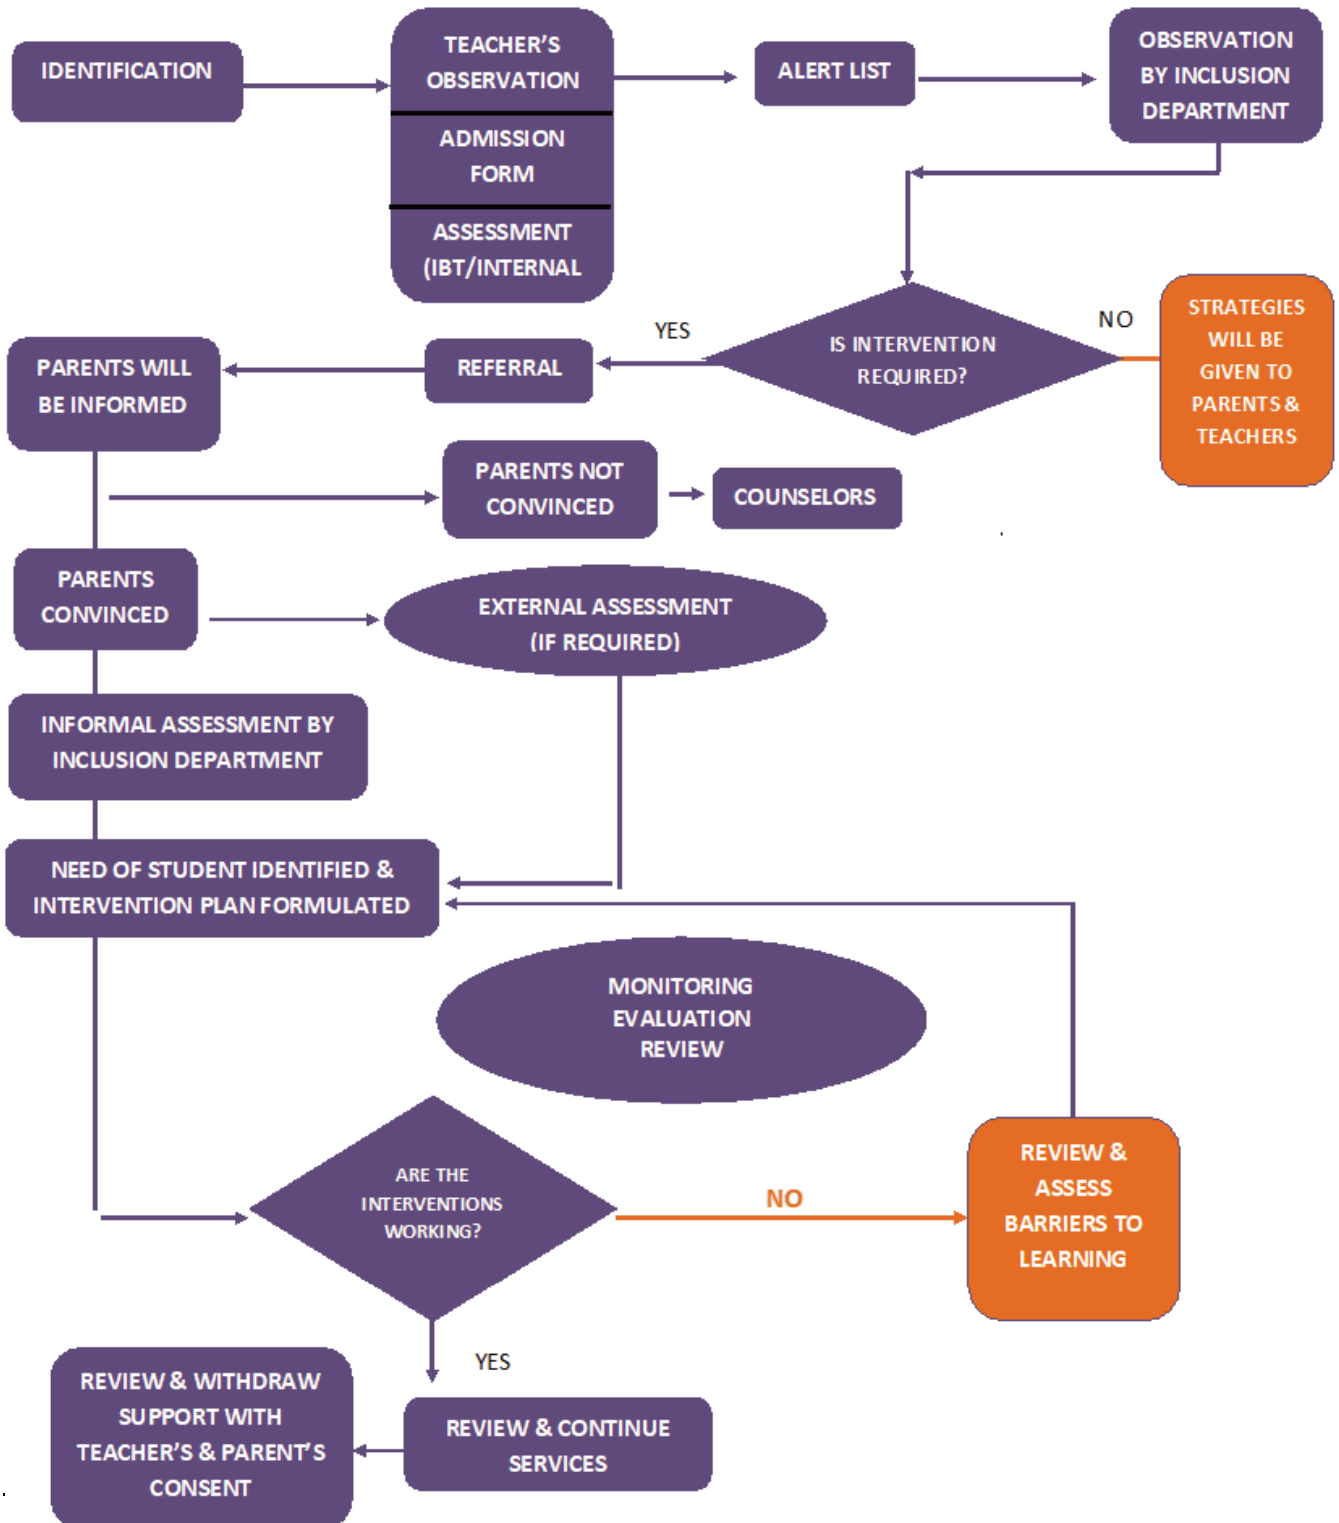 IDENTIFICATION
TEACHER’S
OBSERVATION
ADMISSION
FORM
ASSESSMENT
(IBT/INTERNAL
ALERT LIST
OBSERVATION
BY INCLUSION
DEPARTMENT
IS INTERVENTION
REQUIRED?
YES
NO
STRATEGIES
WILL BE
GIVEN TO
PARENTS &
TEACHERS
REFERRAL
PARENTS WILL
BE INFORMED
PARENTS NOT
CONVINCED
COUNSELORS
PARENTS
CONVINCED
EXTERNAL ASSESSMENT
(IF REQUIRED)
INFORMAL ASSESSMENT BY
INCLUSION DEPARTMENT
NEED OF STUDENT IDENTIFIED &
INTERVENTION PLAN FORMULATED
MONITORING
EVALUATION
REVIEW
ARE THE
INTERVENTIONS
WORKING?
NO
REVIEW &
ASSESS
BARRIERS TO
LEARNING
YES
REVIEW & CONTINUE
SERVICES
REVIEW & WITHDRAW
SUPPORT WITH
TEACHER’S & PARENT’S
CONSENT